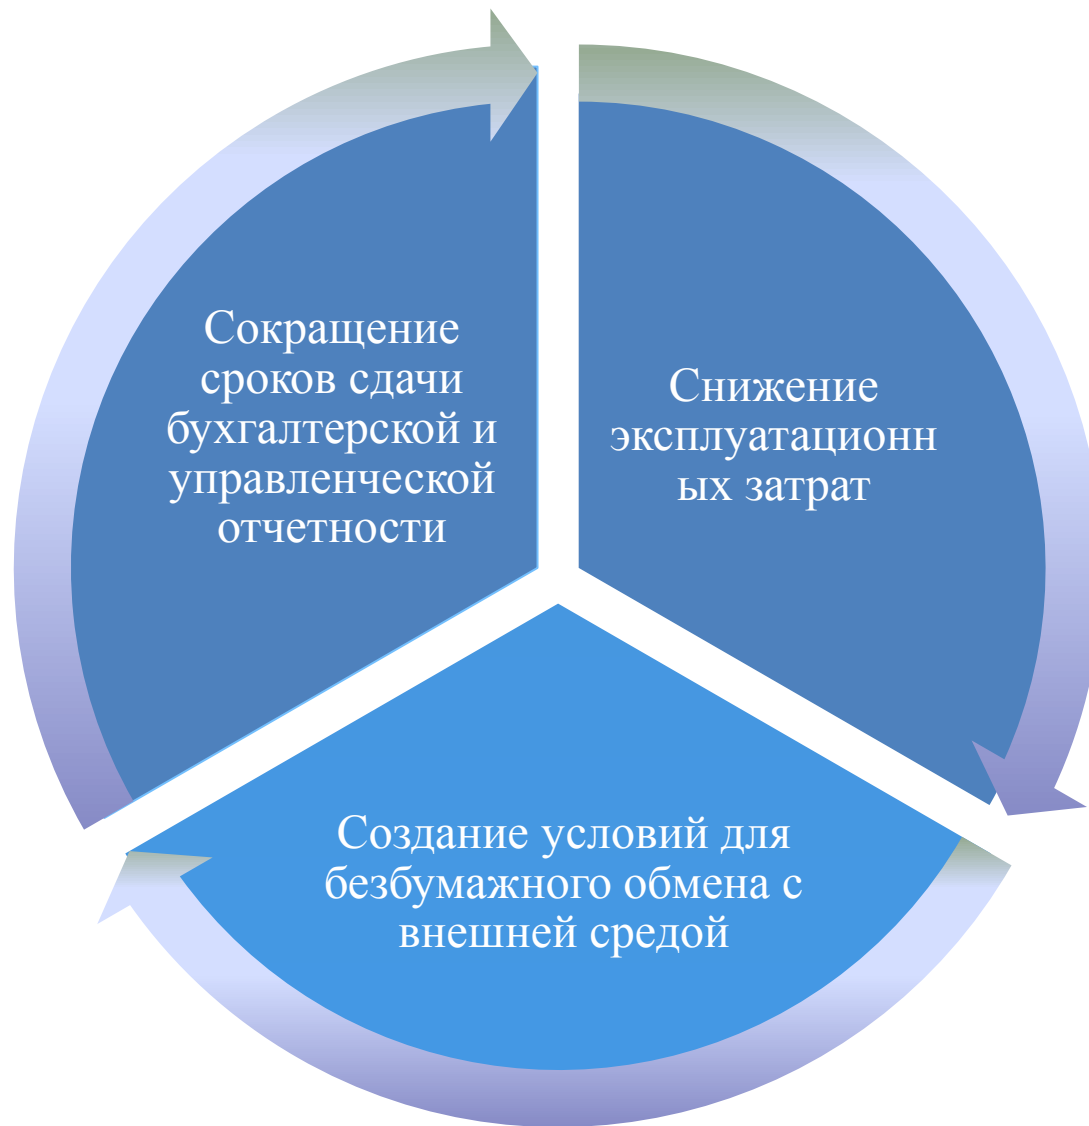 Сокращение
сроков сдачи
бухгалтерской и
управленческой
отчетности
Снижение
эксплуатационн
ых затрат
Создание условий для
безбумажного обмена с
внешней средой